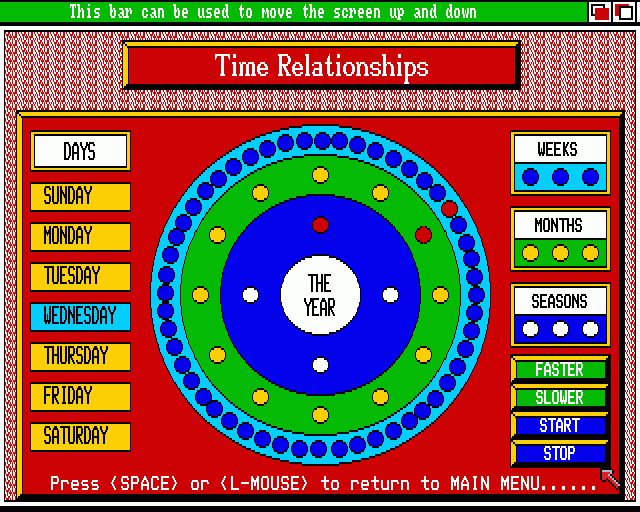 This bar can be used to move the screen up and down
Time Relationships
DAYS
SUNDAY
MONDAY
TUESDAY
WEDNESDAY
THURSDAY
FRIDAY
SATURDAY
THE
YEAR
WEEKS
MONTHS
SEASONS
FASTER
SLOWER
START
STOP
Press <SPACE> or <L-MOUSE> to return to MAIN MENU......